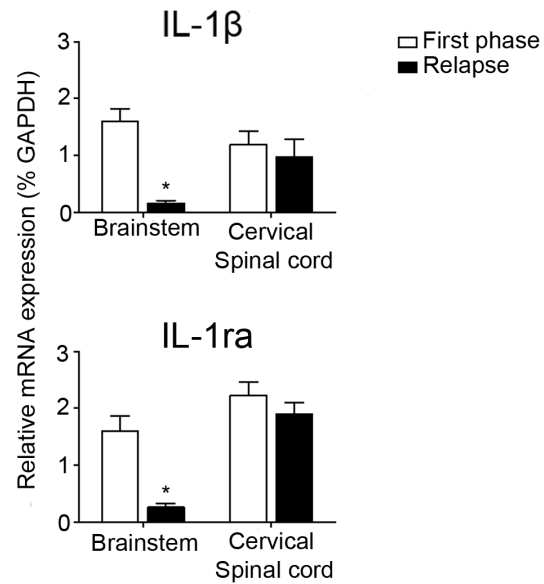 IL-1β
First phase
Relapse
Relative mRNA expression (% GAPDH)
3
2
1
0
*
Brainstem
Cervical
Spinal cord
IL-1ra
3
2
1
0
*
Brainstem
Cervical
Spinal cord